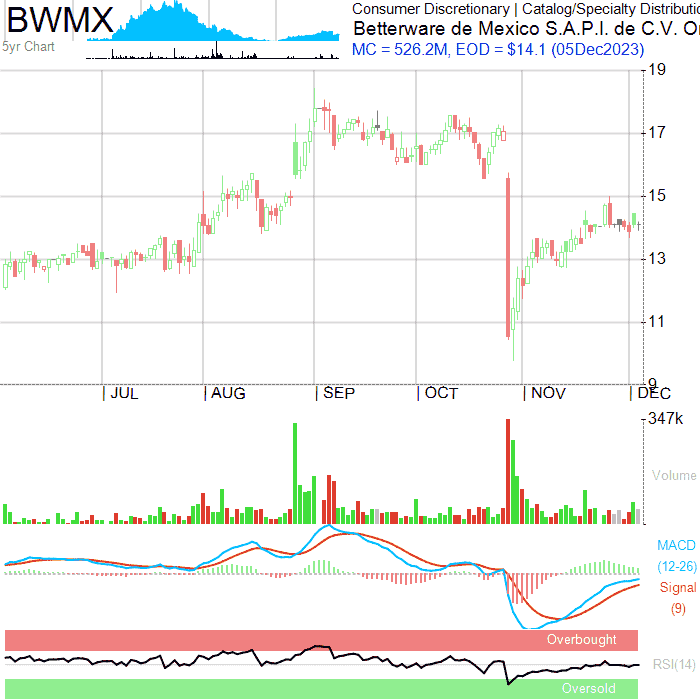 BWMX
5yr Chart
Consumer Discretionary | Catalog/Specialty Distributio
Betterware de Mexico S.A.P.I. de C.V. Or
MC = 526.2M, EOD = $14.1 (05Dec2023)
19
17
15
13
11
9
JUL
AUG
SEP
OCT
NOV
DEC
347k
Volume
MACD
(12-26)
Signal
(9)
Overbought
RSI(14)
Oversold